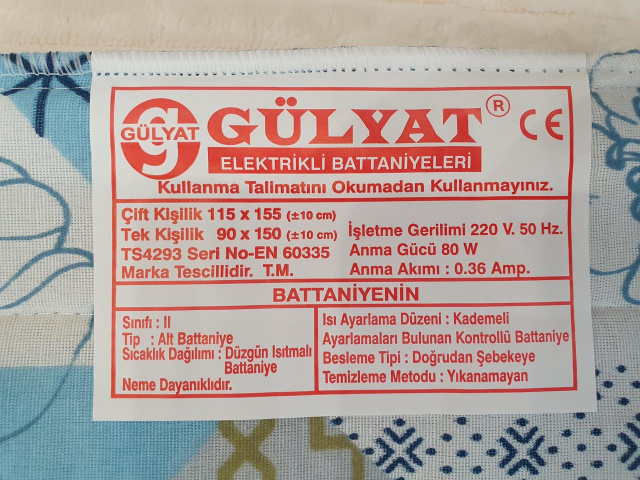 GÜLYAT
GÜLYAT ® CE
ELEKTRİKLİ BATTANİYELERİ
Kullanma Talimatını Okumadan Kullanmayınız.
Çift Kişilik 115 x 155 (±10 cm)
Tek Kişilik 90 x 150 (±10 cm)
TS4293 Seri No-EN 60335
Marka Tescillidir. T.M.
İşletme Gerilimi 220 V. 50 Hz.
Anma Gücü 80 W
Anma Akımı : 0.36 Amp.
BATTANİYENİN
Sınıfı : II
Tip : Alt Battaniye
Sıcaklık Dağılımı : Düzgün Isıtmalı
Battaniye
Neme Dayanıklıdır.
Isı Ayarlama Düzeni : Kademeli
Ayarlamaları Bulunan Kontrollü Battaniye
Besleme Tipi : Doğrudan Şebekeye
Temizleme Metodu : Yıkanamayan